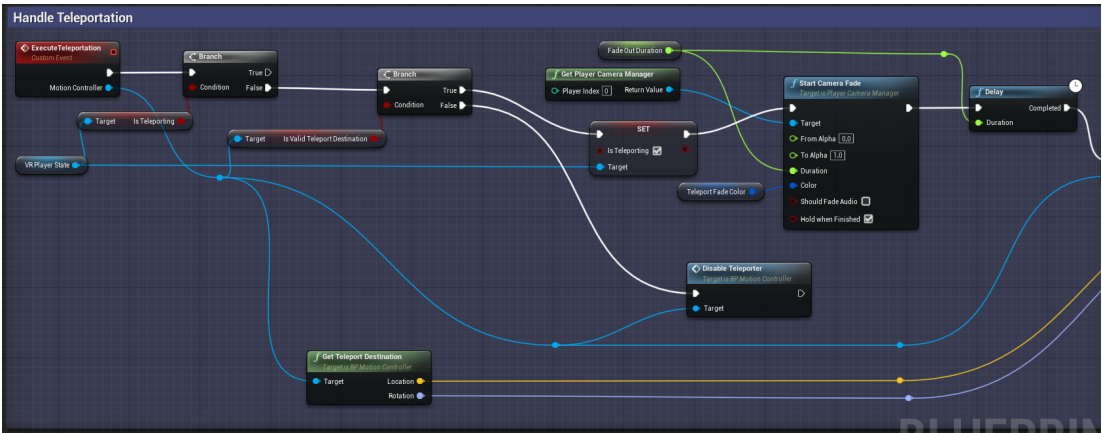 Handle Teleportation
ExecuteTeleportation
Custom Event
Motion Controller
Branch
True
Condition False
Target Is Teleporting
VR Player State
Branch
True
Condition False
Target Is Valid Teleport Destination
Fade Out Duration
Get Player Camera Manager
Player Index 0 Return Value
SET
Is Teleporting
Target
Start Camera Fade
Target is Player Camera Manager
Target
From Alpha 0,0
To Alpha 1,0
Duration
Color
Should Fade Audio
Hold when Finished
Teleport Fade Color
Delay
Completed
Duration
Disable Teleporter
Target is BP Motion Controller
Target
Get Teleport Destination
Target is BP Motion Controller
Target Location
Rotation